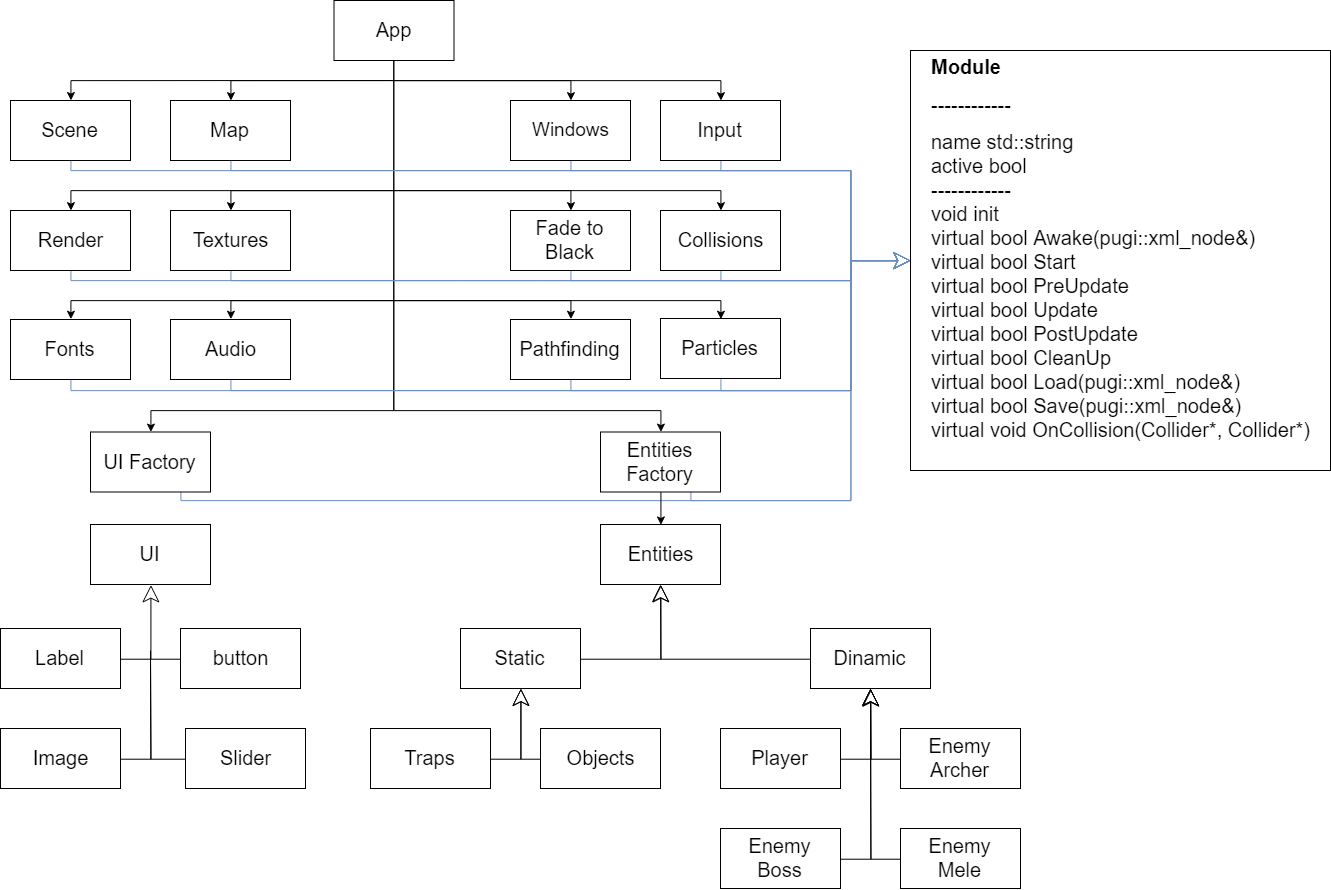 App
Scene
Map
Windows
Input
Render
Textures
Fade to
Black
Collisions
Fonts
Audio
Pathfinding
Particles
UI Factory
Entities
Factory
UI
Entities
Label
button
Static
Dinamic
Image
Slider
Traps
Objects
Player
Enemy
Archer
Enemy
Boss
Enemy
Mele
Module
------------
name std::string
active bool
------------
void init
virtual bool Awake(pugi::xml_node&)
virtual bool Start
virtual bool PreUpdate
virtual bool Update
virtual bool PostUpdate
virtual bool CleanUp
virtual bool Load(pugi::xml_node&)
virtual bool Save(pugi::xml_node&)
virtual void OnCollision(Collider*, Collider*)